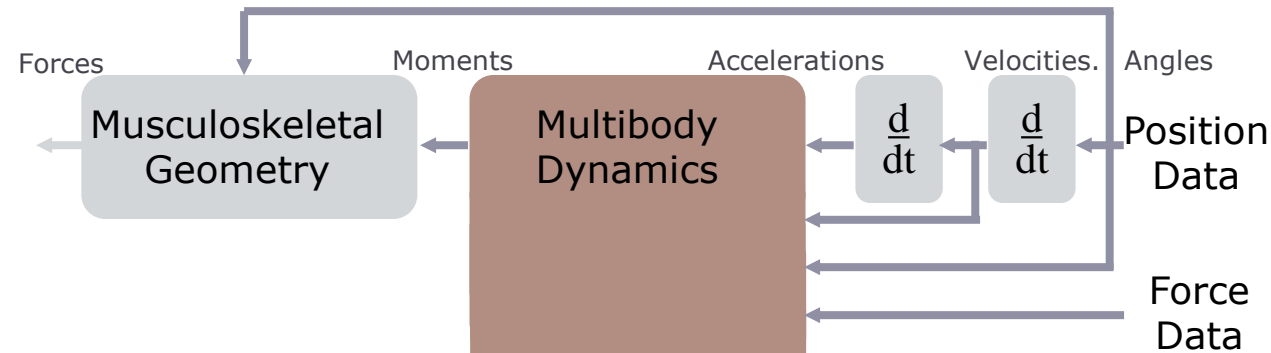 Forces
Moments
Accelerations
Velocities.
Angles
Musculoskeletal
Geometry
Multibody
Dynamics
d
dt
d
dt
Position
Data
Force
Data